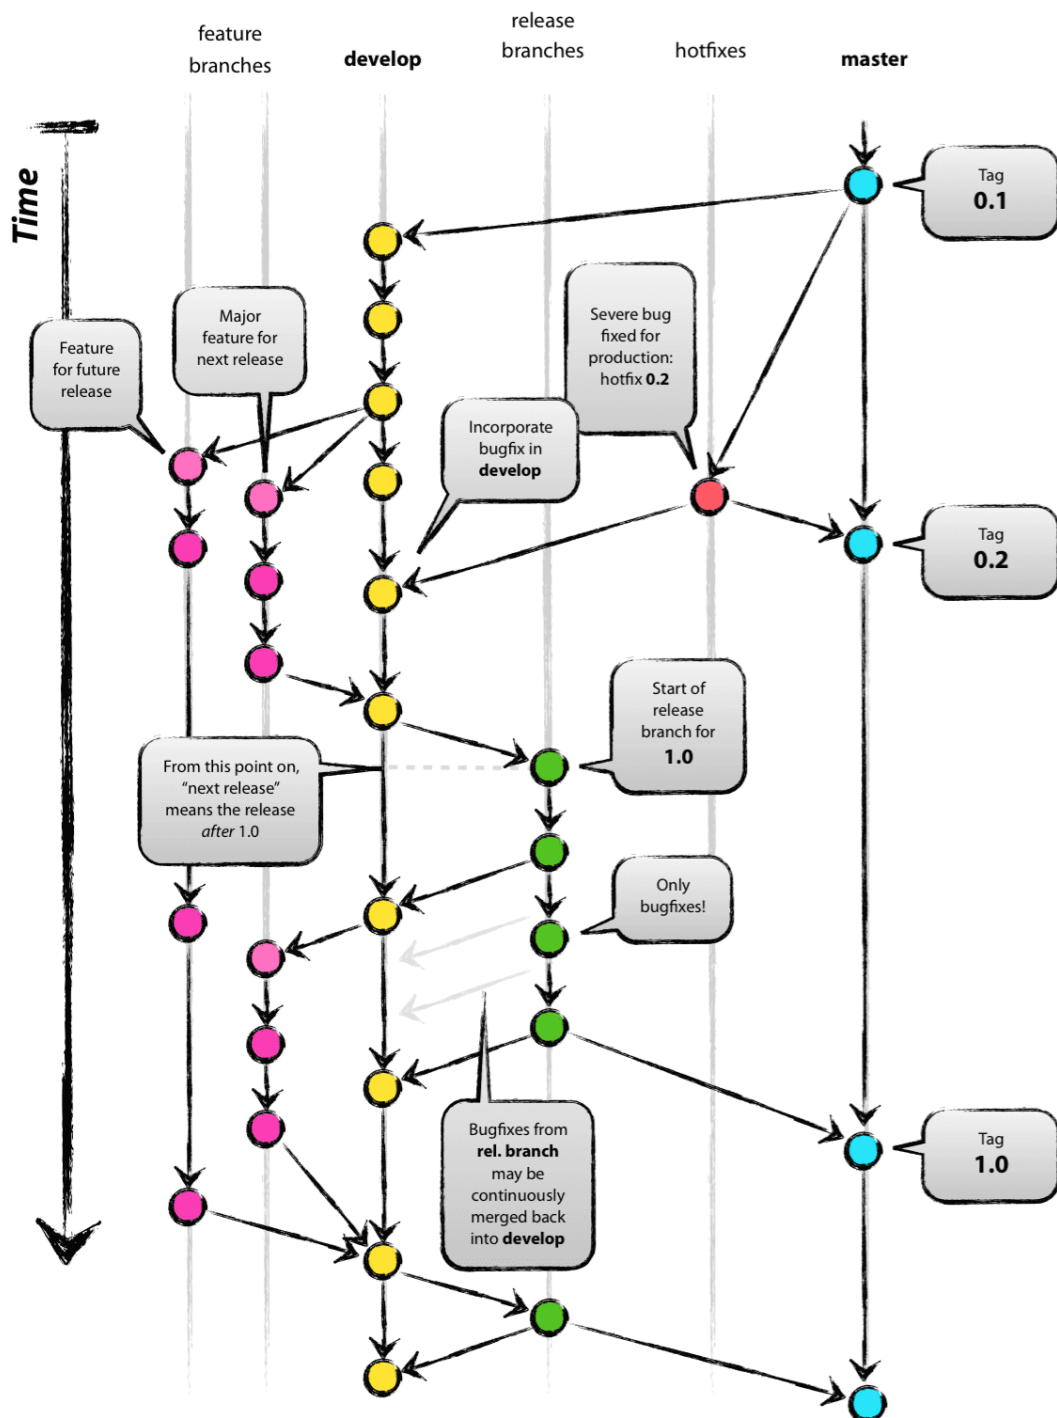 feature
branches
develop
release
branches
hotfixes
master
Time
Tag
0.1
Feature
for future
release
Major
feature for
next release
Severe bug
fixed for
production:
hotfix 0.2
Incorporate
bugfix in
develop
Tag
0.2
Start of
release
branch for
1.0
From this point on,
“next release”
means the release
after 1.0
Only
bugfixes!
Bugfixes from
rel. branch
may be
continuously
merged back
into develop
Tag
1.0